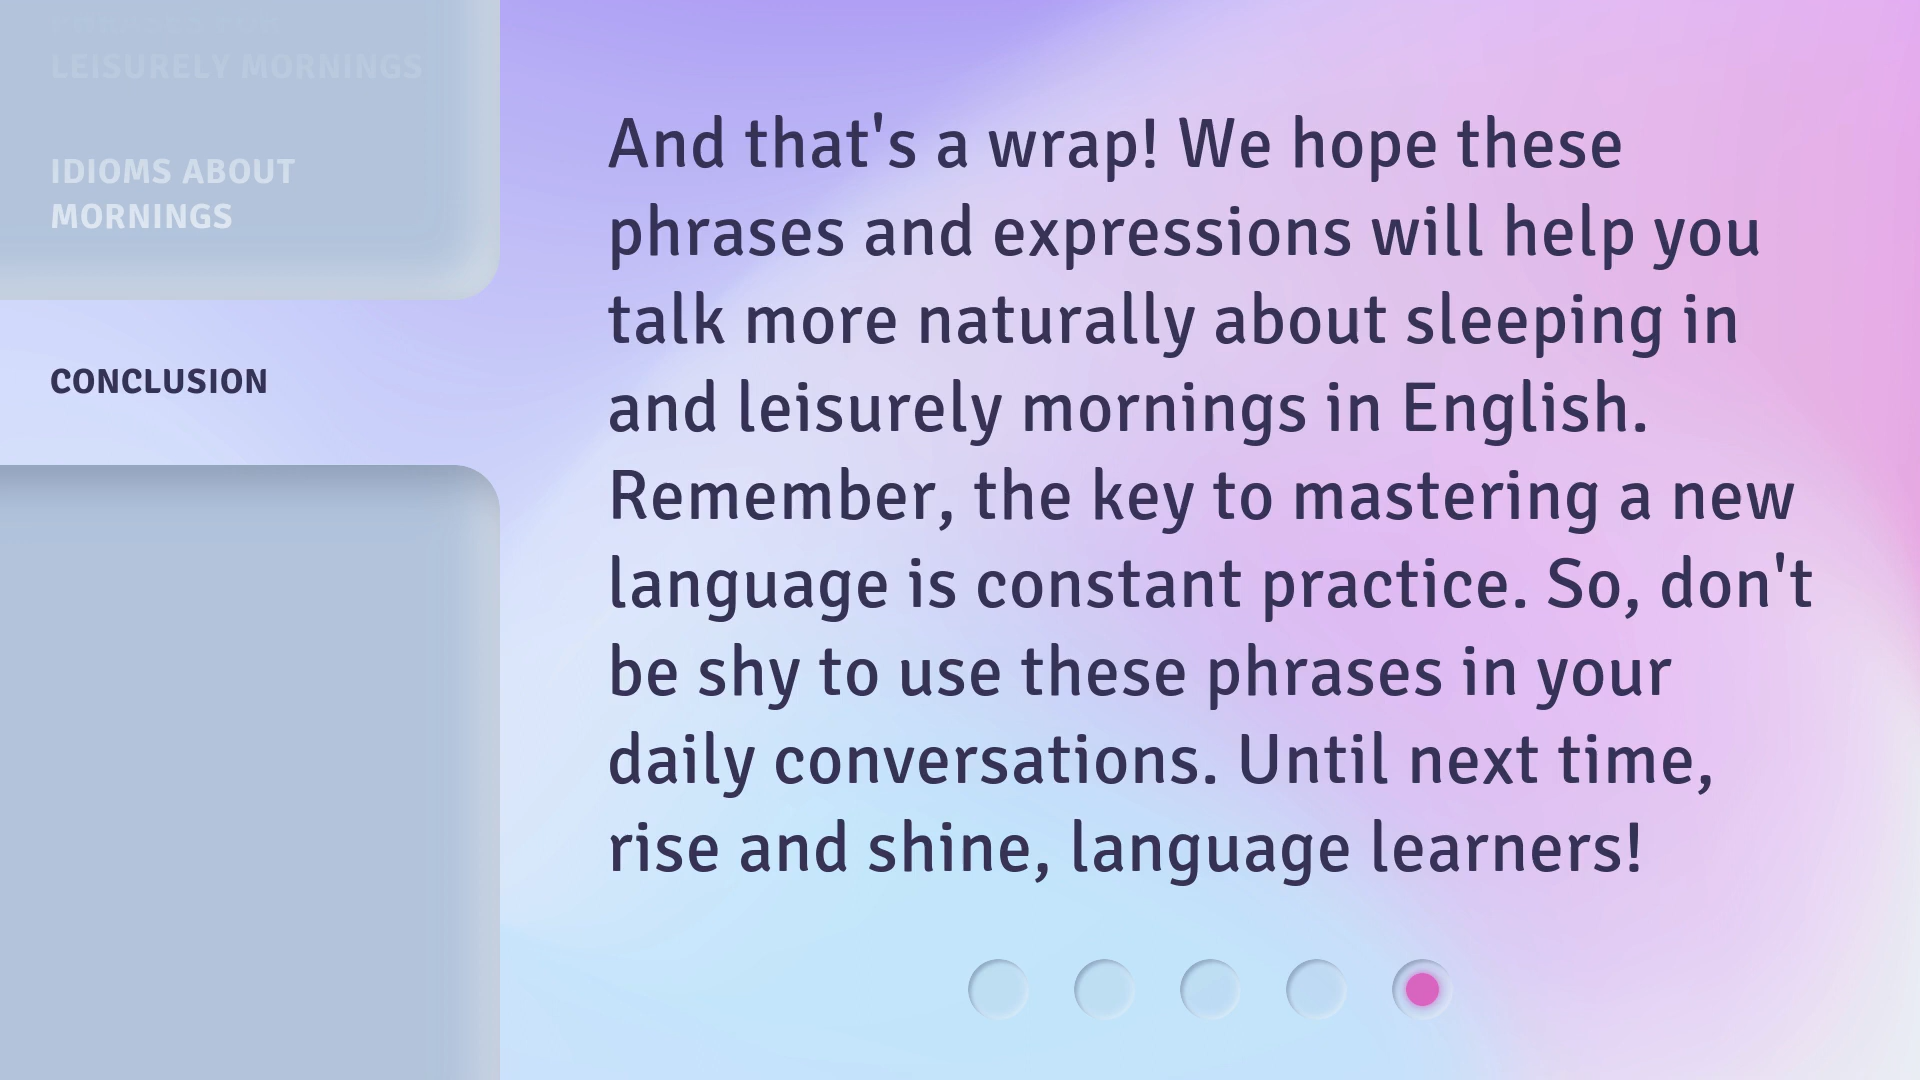 LEISURELY MORNINGS
IDIOMS ABOUT
MORNINGS
CONCLUSION
And that's a wrap! We hope these
phrases and expressions will help you
talk more naturally about sleeping in
and leisurely mornings in English.
Remember, the key to mastering a new
language is constant practice. So, don't
be shy to use these phrases in your
daily conversations. Until next time,
rise and shine, language learners!